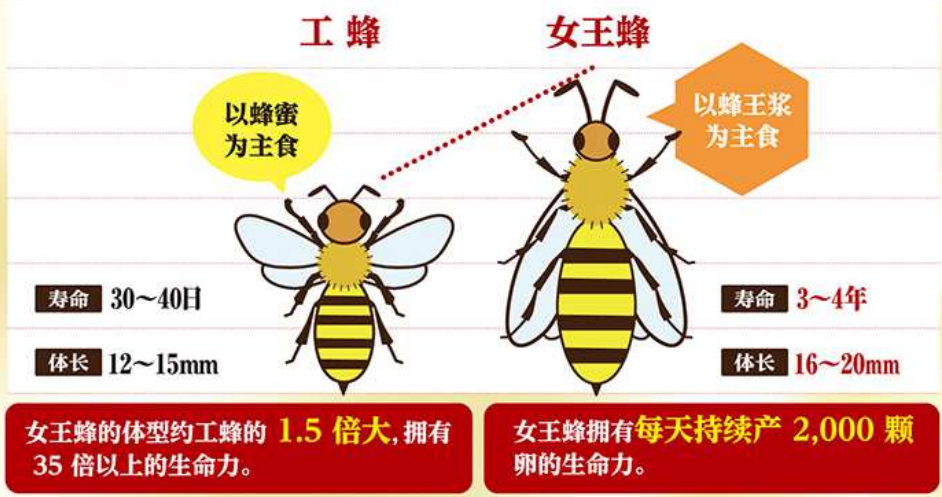 工 蜂
女王蜂
以蜂蜜
为主食
以蜂王浆
为主食
寿命 30～40日
体长 12～15mm
寿命 3～4年
体长 16～20mm
女王蜂的体型约工蜂的 1.5 倍大,拥有
35 倍以上的生命力。
女王蜂拥有每天持续产 2,000 颗
卵的生命力。